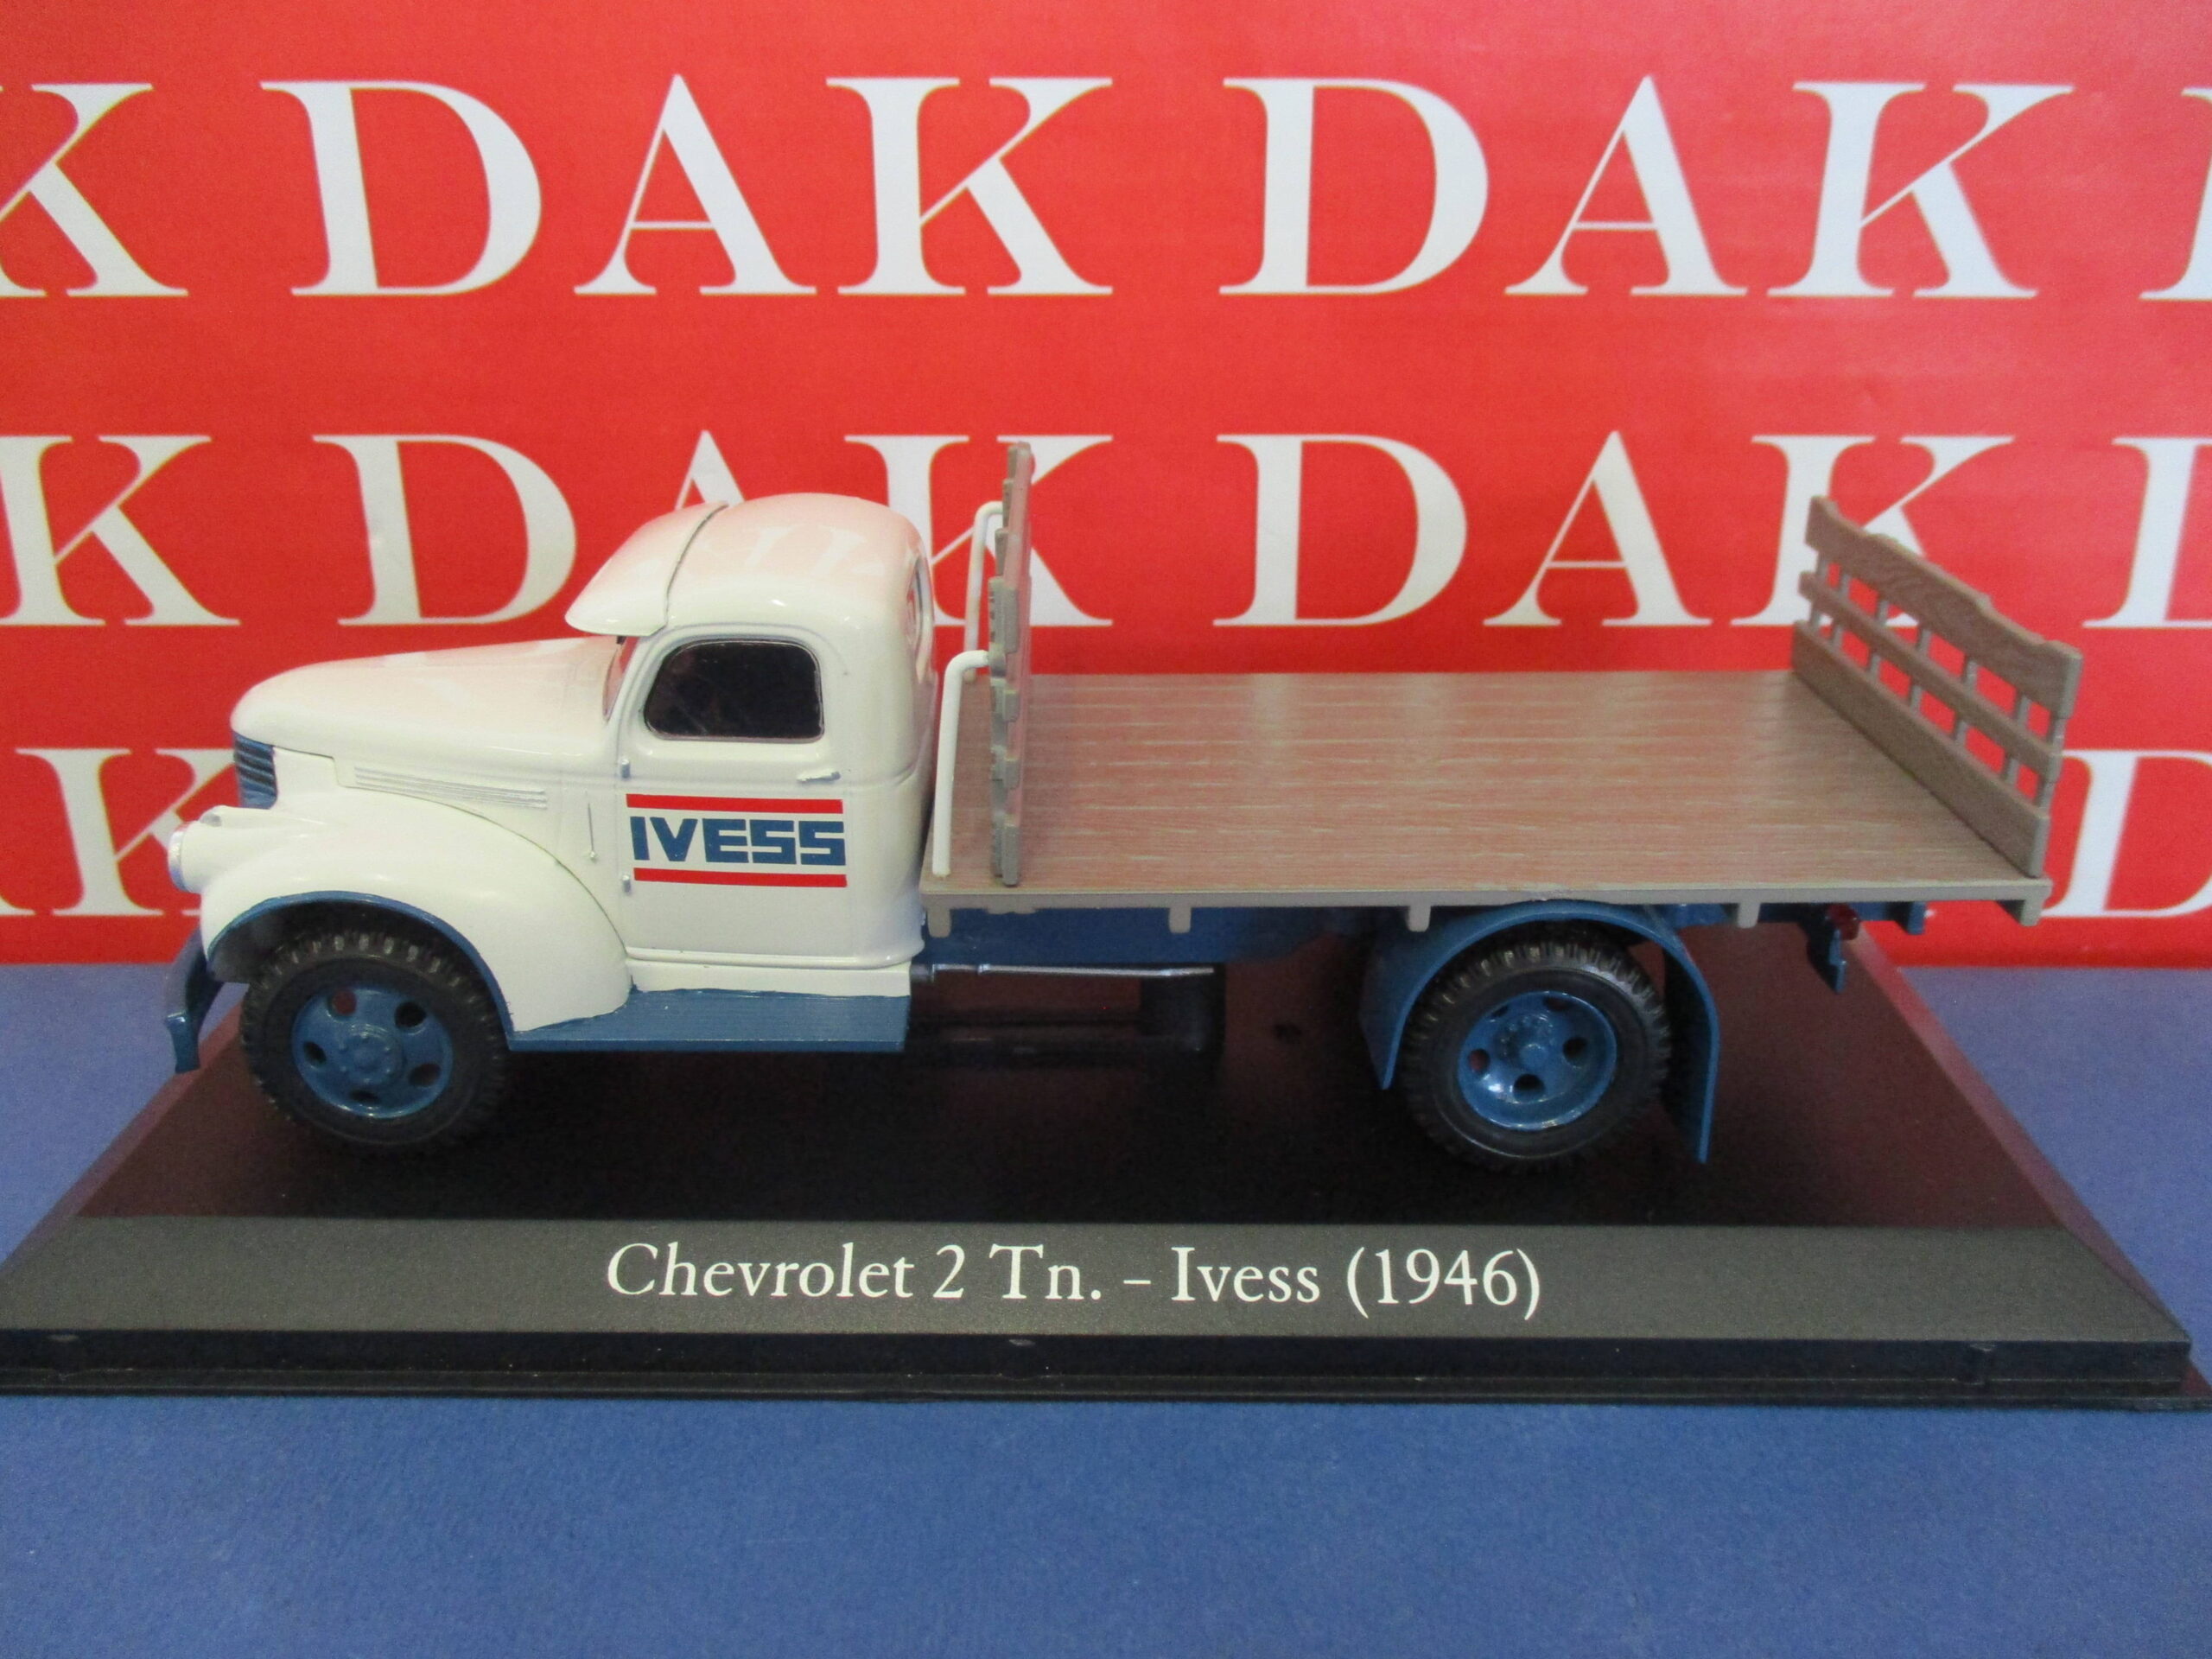 K DAK DAK
K DAK DAK D
K D
IVESS
Chevrolet 2 Tn. - Ivess (1946)